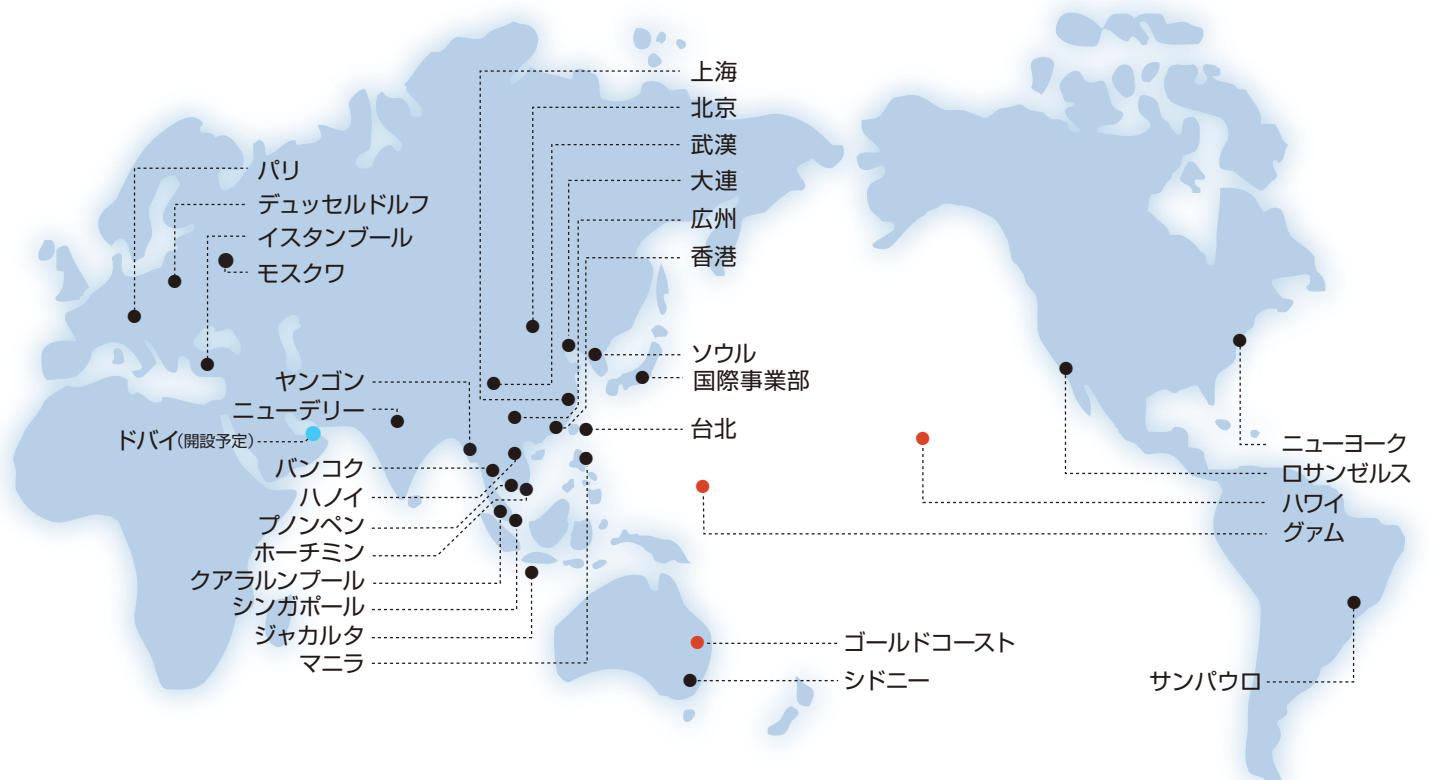 上海
北京
武漢
大連
広州
香港
パリ
デュッセルドルフ
イスタンブール
モスクワ
ソウル
国際事業部
台北
ヤンゴン
ニューデリー
ドバイ(開設予定)
バンコク
ハノイ
プノンペン
ホーチミン
クアラルンプール
シンガポール
ジャカルタ
マニラ
ニューヨーク
ロサンゼルス
ハワイ
グァム
ゴールドコースト
シドニー
サンパウロ